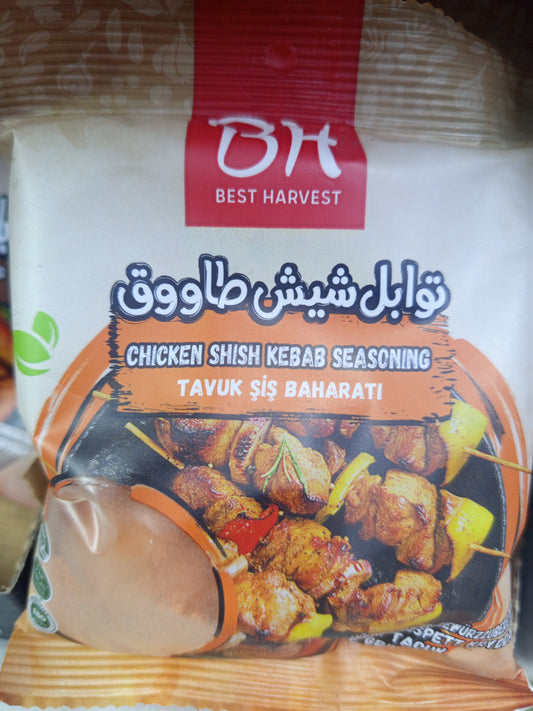 BH
BEST HARVEST
توابل شيش طاووق
CHICKEN SHISH KEBAB SEASONING
TAVUK ŞİŞ BAHARATI